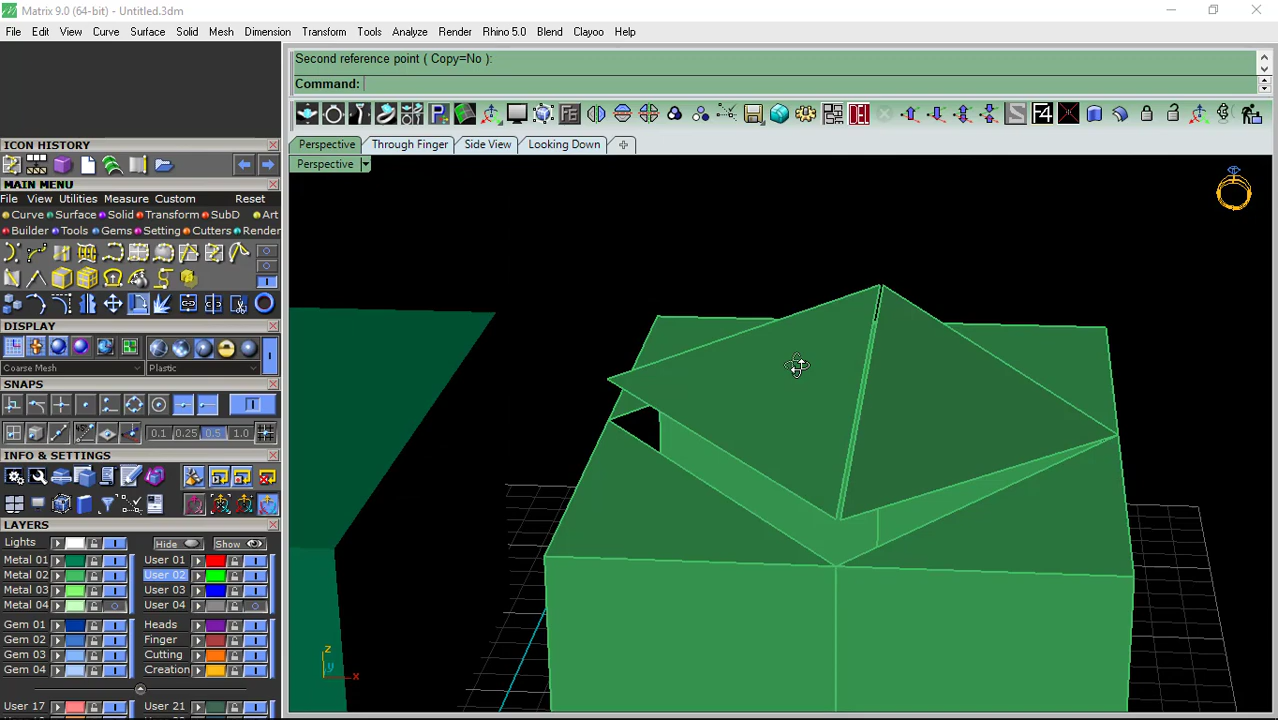 Matrix 9.0 (64-bit) - Untitled.3dm
File Edit View Curve Surface Solid Mesh Dimension Transform Tools Analyze Render Rhino 5.0 Blend Clayoo Help
Second reference point ( Copy=No ):
Command:
Perspective Through Finger Side View Looking Down
Perspective
ICON HISTORY
MAIN MENU
File View Utilities Measure Custom Reset
Curve Surface Solid Transform SubD Art
Builder Tools Gems Setting Cutters Render
DISPLAY
Coarse Mesh Plastic
SNAPS
0.1 0.25 0.5 1.0
INFO & SETTINGS
LAYERS
Lights Hide Show
Metal 01 User 01
Metal 02 User 02
Metal 03 User 03
Metal 04 User 04
Gem 01 Heads
Gem 02 Finger
Gem 03 Cutting
Gem 04 Creation
User 17 User 21
z
y
x
F4
DEL